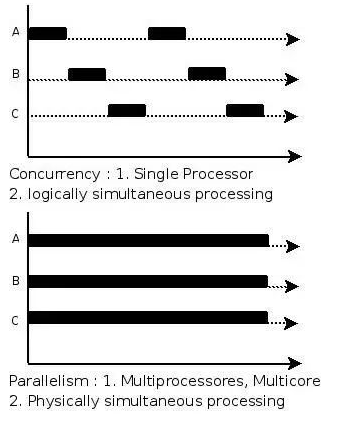 A
B
C
Concurrency : 1. Single Processor
2. logically simultaneous processing
A
B
C
Parallelism : 1. Multiprocessores, Multicore
2. Physically simultaneous processing